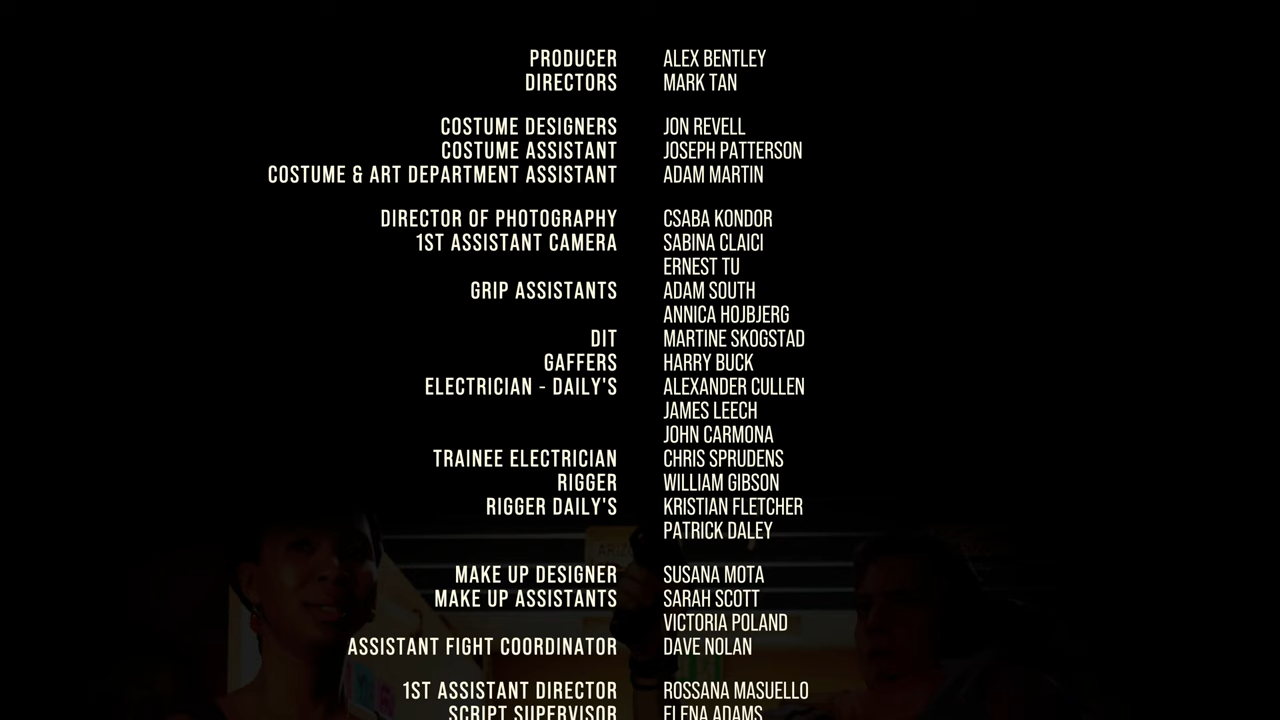 PRODUCER ALEX BENTLEY
DIRECTORS MARK TAN
COSTUME DESIGNERS JON REVELL
COSTUME ASSISTANT JOSEPH PATTERSON
COSTUME & ART DEPARTMENT ASSISTANT ADAM MARTIN
DIRECTOR OF PHOTOGRAPHY CSABA KONDOR
1ST ASSISTANT CAMERA SABINA CLAICI
ERNEST TU
GRIP ASSISTANTS ADAM SOUTH
ANNICA HOJBJERG
DIT MARTINE SKOGSTAD
GAFFERS HARRY BUCK
ELECTRICIAN - DAILY'S ALEXANDER CULLEN
JAMES LEECH
JOHN CARMONA
TRAINEE ELECTRICIAN CHRIS SPRUDENS
RIGGER WILLIAM GIBSON
RIGGER DAILY'S KRISTIAN FLETCHER
PATRICK DALEY
MAKE UP DESIGNER SUSANA MOTA
MAKE UP ASSISTANTS SARAH SCOTT
VICTORIA POLAND
ASSISTANT FIGHT COORDINATOR DAVE NOLAN
1ST ASSISTANT DIRECTOR ROSSANA MASUELLO
SCRIPT SUPERVISOR ELENA ADAMS